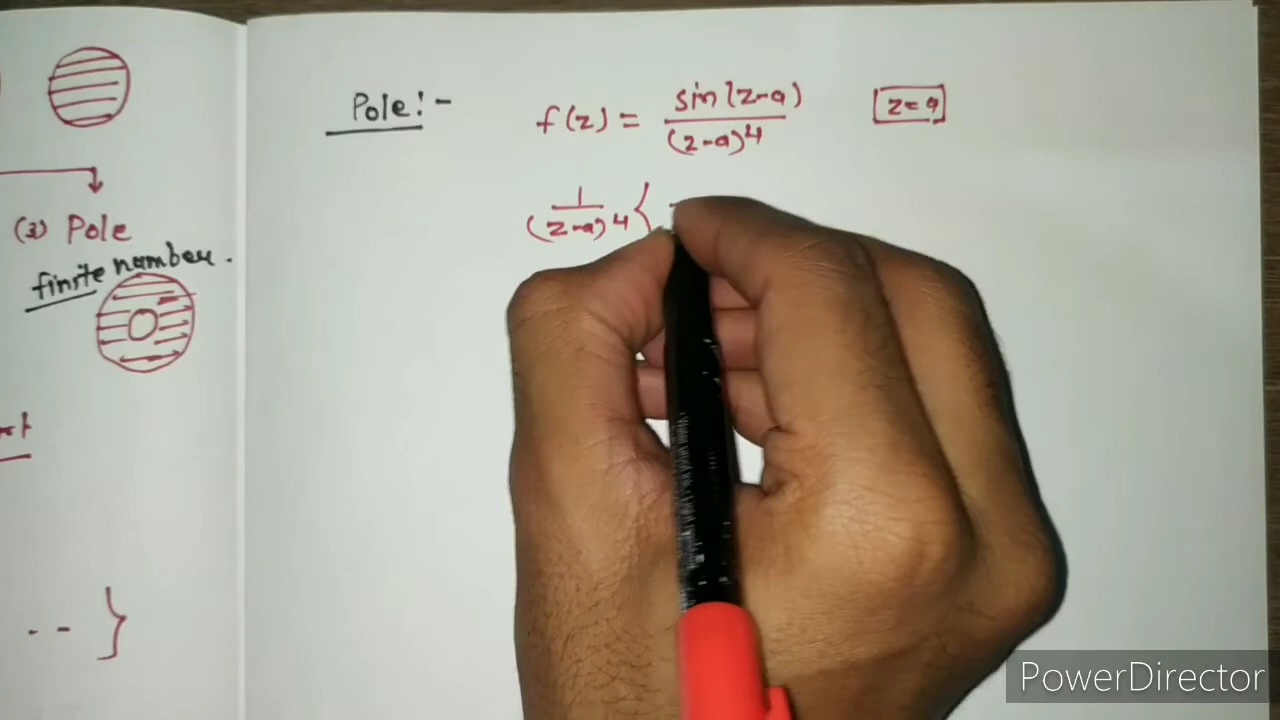 (3) Pole
finite number.
-- }
Pole:-
f(z) = sin(z-a) / (z-a)^4
z=a
1 / (z-a)^4 {
PowerDirector